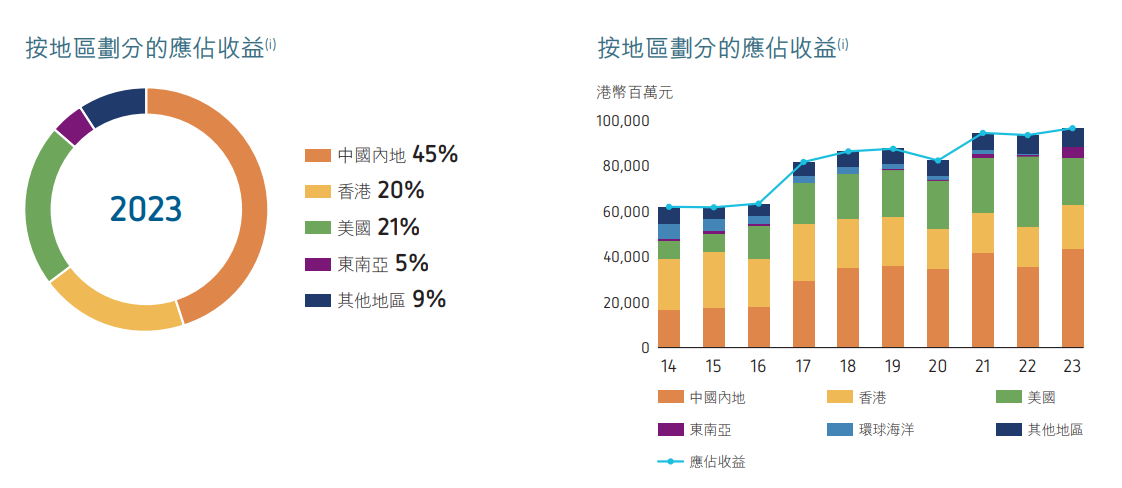 按地區劃分的應佔收益(i)
2023
中國內地 45%
香港 20%
美國 21%
東南亞 5%
其他地區 9%
按地區劃分的應佔收益(i)
港幣百萬元
100,000
80,000
60,000
40,000
20,000
0
14 15 16 17 18 19 20 21 22 23
中國內地 香港 美國
東南亞 環球海洋 其他地區
應佔收益